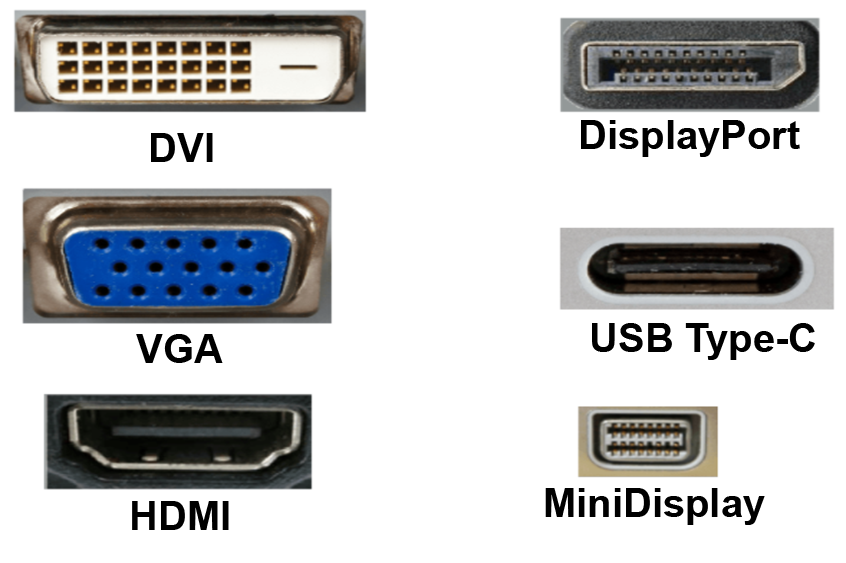 DVI
DisplayPort
VGA
USB Type-C
HDMI
MiniDisplay